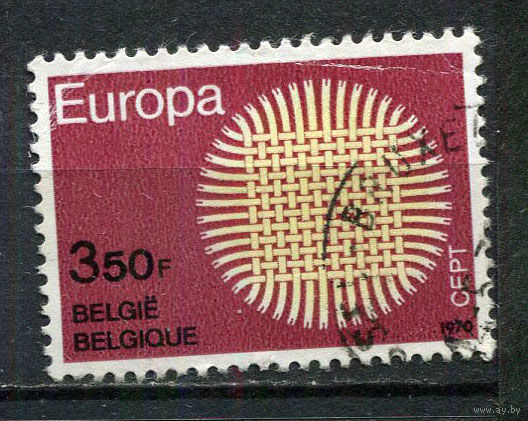 Europa
3.50F
BELGIË
BELGIQUE
CEPT
1970
www.ay.by